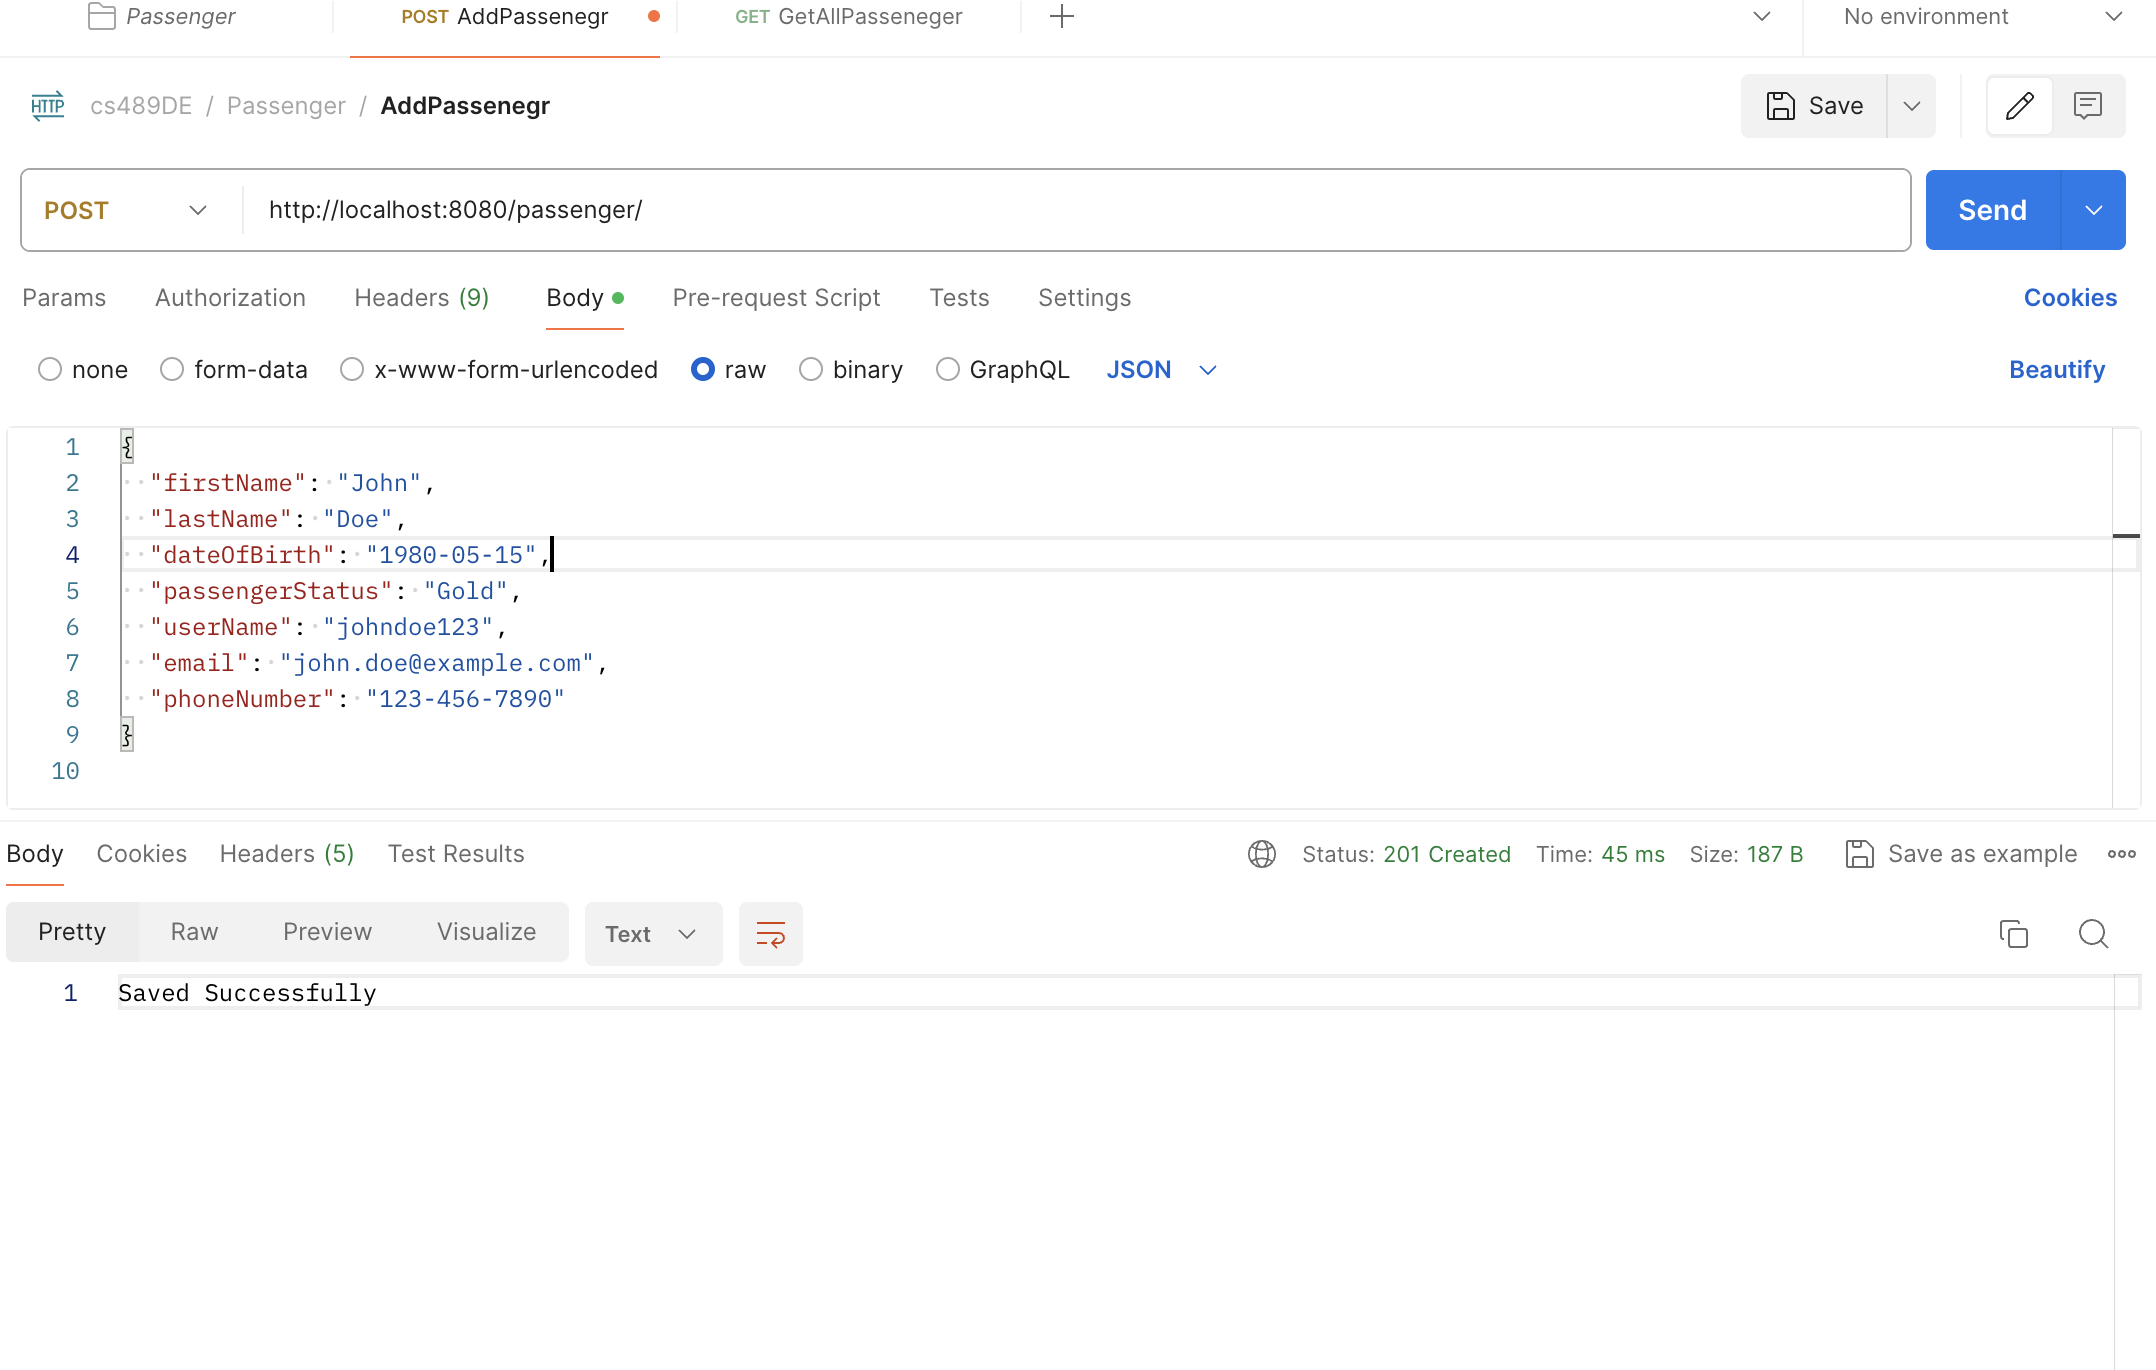 Passenger
POST AddPassenegr
GET GetAllPasseneger
No environment
HTTP cs489DE / Passenger / AddPassenegr
Save
POST http://localhost:8080/passenger/ Send
Params Authorization Headers (9) Body Pre-request Script Tests Settings Cookies
none form-data x-www-form-urlencoded raw binary GraphQL JSON Beautify
1 {
2 "firstName": "John",
3 "lastName": "Doe",
4 "dateOfBirth": "1980-05-15",
5 "passengerStatus": "Gold",
6 "userName": "johndoe123",
7 "email": "john.doe@example.com",
8 "phoneNumber": "123-456-7890"
9 }
10
Body Cookies Headers (5) Test Results Status: 201 Created Time: 45 ms Size: 187 B Save as example
Pretty Raw Preview Visualize Text
1 Saved Successfully